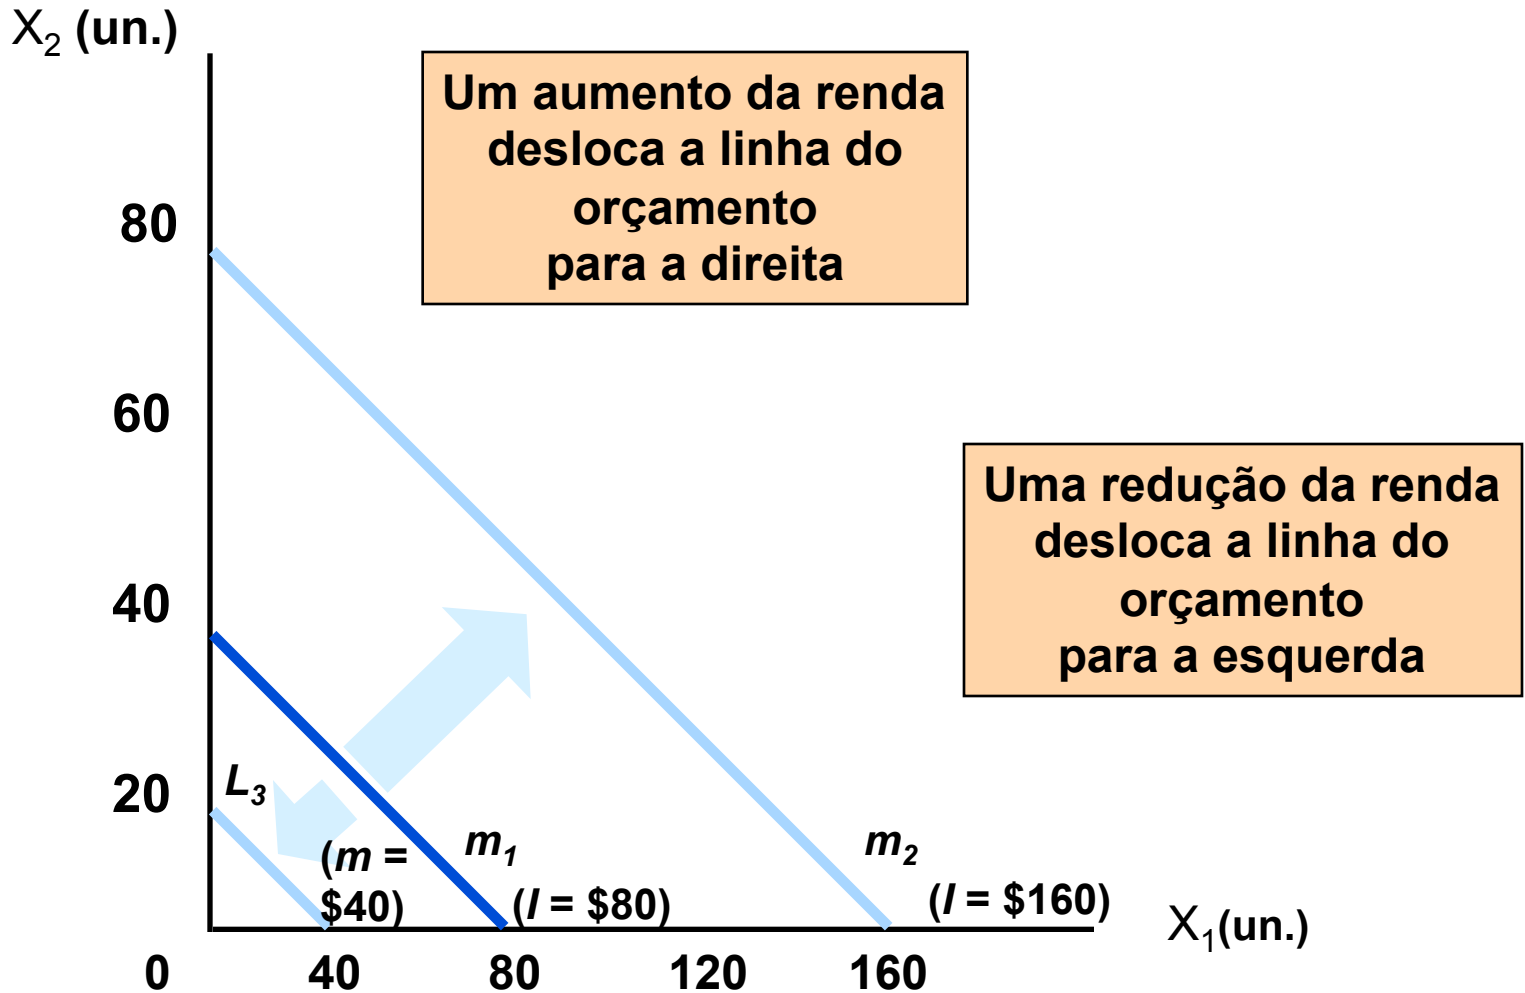 X₂ (un.)
Um aumento da renda
desloca a linha do
orçamento
para a direita
80
60
Uma redução da renda
desloca a linha do
orçamento
para a esquerda
40
20
L₃
(m =
$40)
m₁
(I = $80)
m₂
(I = $160)
X₁(un.)
0 40 80 120 160